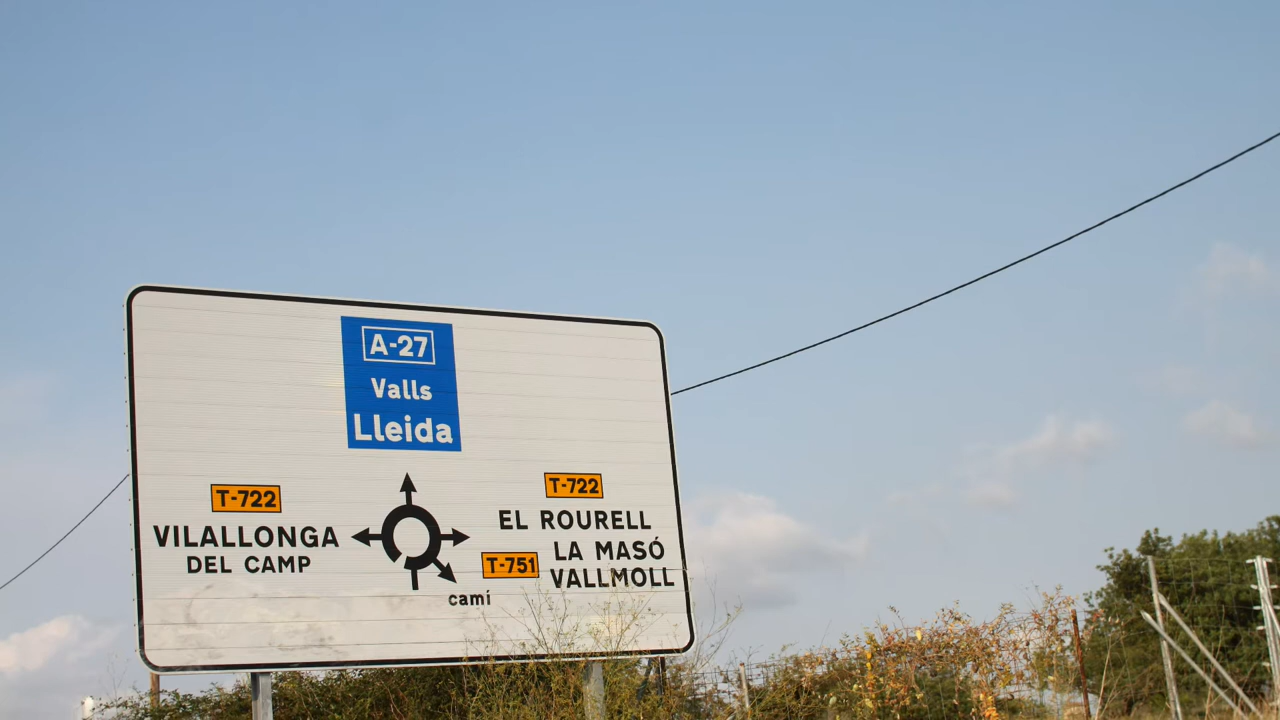 A-27
Valls
Lleida
T-722
VILALLONGA
DEL CAMP
T-722
EL ROURELL
T-751
LA MASÓ
VALLMOLL
camí